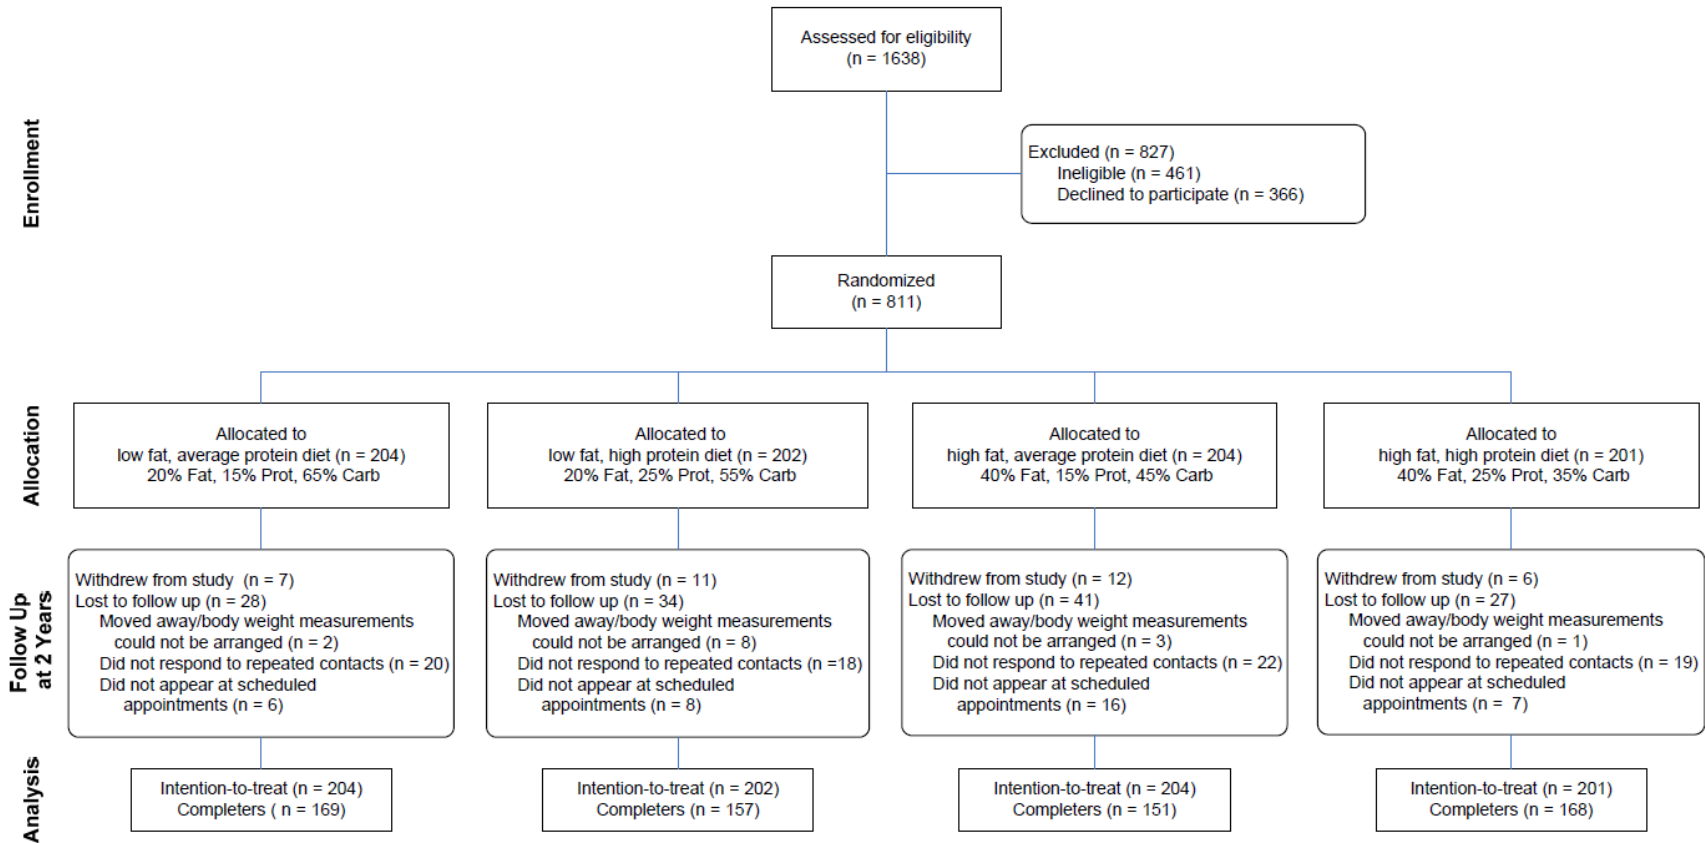 Assessed for eligibility
(n = 1638)
Enrollment
Excluded (n = 827)
Ineligible (n = 461)
Declined to participate (n = 366)
Randomized
(n = 811)
Allocation
Allocated to
low fat, average protein diet (n = 204)
20% Fat, 15% Prot, 65% Carb
Allocated to
low fat, high protein diet (n = 202)
20% Fat, 25% Prot, 55% Carb
Allocated to
high fat, average protein diet (n = 204)
40% Fat, 15% Prot, 45% Carb
Allocated to
high fat, high protein diet (n = 201)
40% Fat, 25% Prot, 35% Carb
Follow Up
at 2 Years
Withdrew from study (n = 7)
Lost to follow up (n = 28)
Moved away/body weight measurements
could not be arranged (n = 2)
Did not respond to repeated contacts (n = 20)
Did not appear at scheduled
appointments (n = 6)
Withdrew from study (n = 11)
Lost to follow up (n = 34)
Moved away/body weight measurements
could not be arranged (n = 8)
Did not respond to repeated contacts (n =18)
Did not appear at scheduled
appointments (n = 8)
Withdrew from study (n = 12)
Lost to follow up (n = 41)
Moved away/body weight measurements
could not be arranged (n = 3)
Did not respond to repeated contacts (n = 22)
Did not appear at scheduled
appointments (n = 16)
Withdrew from study (n = 6)
Lost to follow up (n = 27)
Moved away/body weight measurements
could not be arranged (n = 1)
Did not respond to repeated contacts (n = 19)
Did not appear at scheduled
appointments (n = 7)
Analysis
Intention-to-treat (n = 204)
Completers ( n = 169)
Intention-to-treat (n = 202)
Completers (n = 157)
Intention-to-treat (n = 204)
Completers (n = 151)
Intention-to-treat (n = 201)
Completers (n = 168)